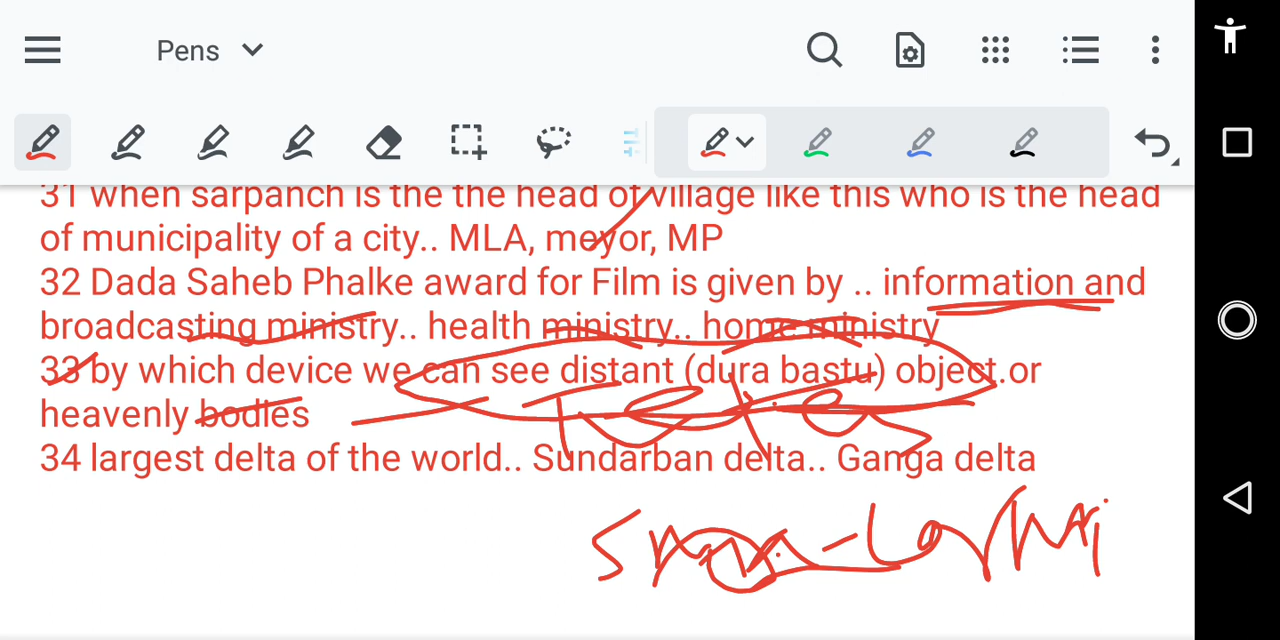 Pens
31 when sarpanch is the the head of village like this who is the head
of municipality of a city.. MLA, meyor, MP
32 Dada Saheb Phalke award for Film is given by .. information and
broadcasting ministry.. health ministry.. home ministry
33 by which device we can see distant (dura bastu) object.or
heavenly bodies
34 largest delta of the world.. Sundarban delta.. Ganga delta